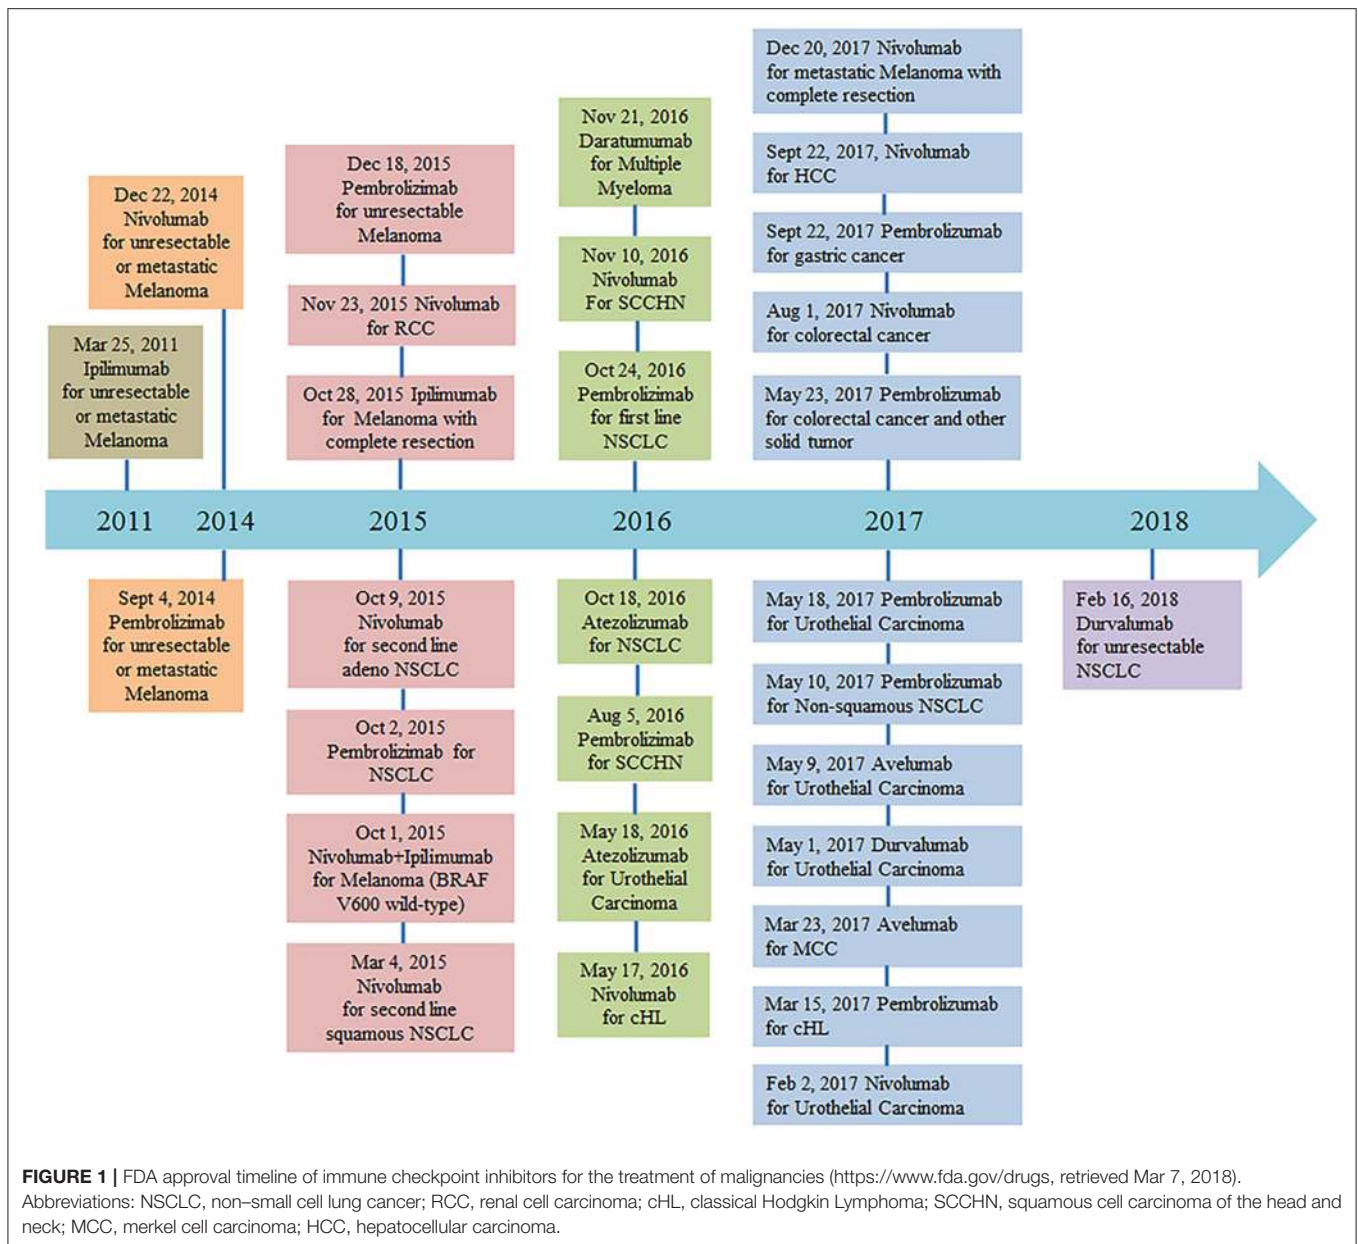 Mar 25, 2011
Ipilimumab
for unresectable
or metastatic
Melanoma
Dec 22, 2014
Nivolumab
for unresectable
or metastatic
Melanoma
Dec 18, 2015
Pembrolizimab
for unresectable
Melanoma
Nov 23, 2015 Nivolumab
for RCC
Oct 28, 2015 Ipilimumab
for Melanoma with
complete resection
Nov 21, 2016
Daratumumab
for Multiple
Myeloma
Nov 10, 2016
Nivolumab
For SCCHN
Oct 24, 2016
Pembrolizimab
for first line
NSCLC
Dec 20, 2017 Nivolumab
for metastatic Melanoma with
complete resection
Sept 22, 2017, Nivolumab
for HCC
Sept 22, 2017 Pembrolizumab
for gastric cancer
Aug 1, 2017 Nivolumab
for colorectal cancer
May 23, 2017 Pembrolizumab
for colorectal cancer and other
solid tumor
2011 2014 2015 2016 2017 2018
Sept 4, 2014
Pembrolizimab
for unresectable
or metastatic
Melanoma
Oct 9, 2015
Nivolumab
for second line
adeno NSCLC
Oct 2, 2015
Pembrolizimab for
NSCLC
Oct 1, 2015
Nivolumab+Ipilimumab
for Melanoma (BRAF
V600 wild-type)
Mar 4, 2015
Nivolumab
for second line
squamous NSCLC
Oct 18, 2016
Atezolizumab
for NSCLC
Aug 5, 2016
Pembrolizimab
for SCCHN
May 18, 2016
Atezolizumab
for Urothelial
Carcinoma
May 17, 2016
Nivolumab
for cHL
May 18, 2017 Pembrolizumab
for Urothelial Carcinoma
May 10, 2017 Pembrolizumab
for Non-squamous NSCLC
May 9, 2017 Avelumab
for Urothelial Carcinoma
May 1, 2017 Durvalumab
for Urothelial Carcinoma
Mar 23, 2017 Avelumab
for MCC
Mar 15, 2017 Pembrolizumab
for cHL
Feb 2, 2017 Nivolumab
for Urothelial Carcinoma
Feb 16, 2018
Durvalumab
for unresectable
NSCLC
FIGURE 1 | FDA approval timeline of immune checkpoint inhibitors for the treatment of malignancies (https://www.fda.gov/drugs, retrieved Mar 7, 2018).
Abbreviations: NSCLC, non–small cell lung cancer; RCC, renal cell carcinoma; cHL, classical Hodgkin Lymphoma; SCCHN, squamous cell carcinoma of the head and
neck; MCC, merkel cell carcinoma; HCC, hepatocellular carcinoma.